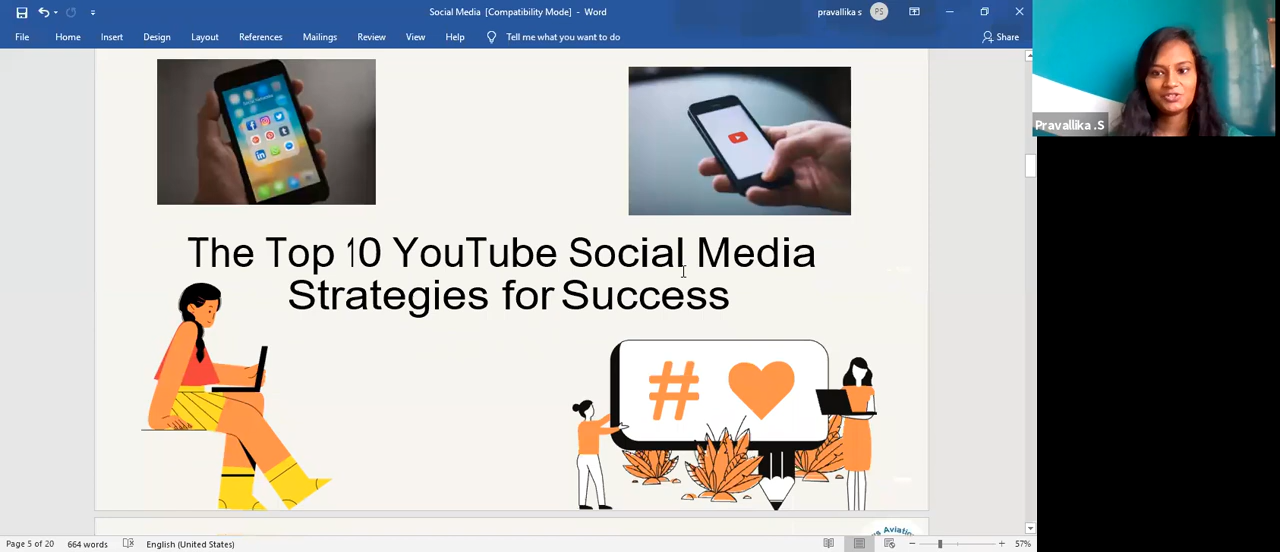 Social Media [Compatibility Mode] - Word
pravallika s
PS
File Home Insert Design Layout References Mailings Review View Help Tell me what you want to do Share
Pravallika .S
The Top 10 YouTube Social Media
Strategies for Success
#
Aviation
Page 5 of 20 664 words English (United States) 57%